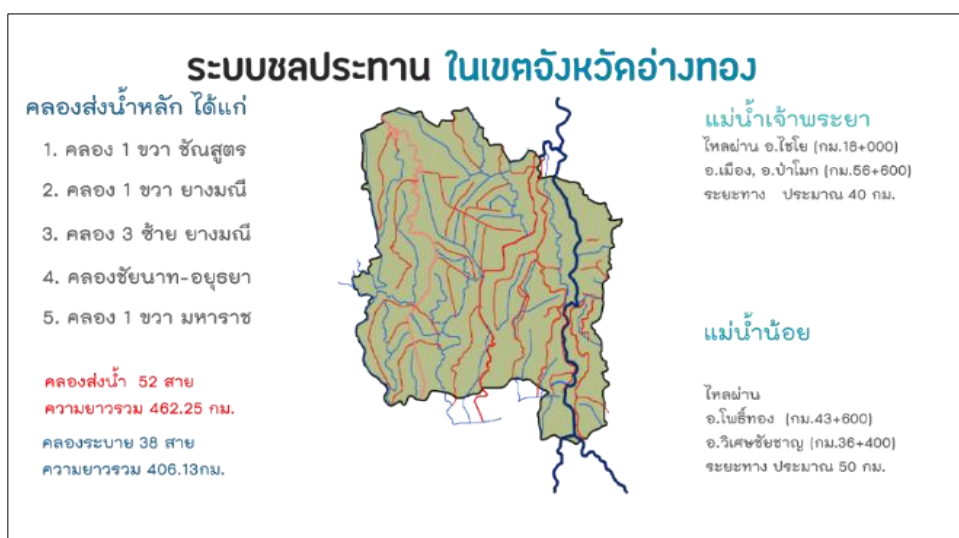 ระบบชลประทาน ในเขตจังหวัดอ่างทอง
คลองส่งน้ำหลัก ได้แก่
1. คลอง 1 ขวา ชัณสูตร
2. คลอง 1 ขวา ยางมณี
3. คลอง 3 ซ้าย ยางมณี
4. คลองชัยนาท-อยุธยา
5. คลอง 1 ขวา มหาราช
คลองส่งน้ำ 52 สาย
ความยาวรวม 462.25 กม.
คลองระบาย 38 สาย
ความยาวรวม 406.13กม.
แม่น้ำเจ้าพระยา
ไหลผ่าน อ.ไชโย (กม.18+000)
อ.เมือง, อ.ป่าโมก (กม.56+600)
ระยะทาง ประมาณ 40 กม.
แม่น้ำน้อย
ไหลผ่าน
อ.โพธิ์ทอง (กม.43+600)
อ.วิเศษชัยชาญ (กม.36+400)
ระยะทาง ประมาณ 50 กม.